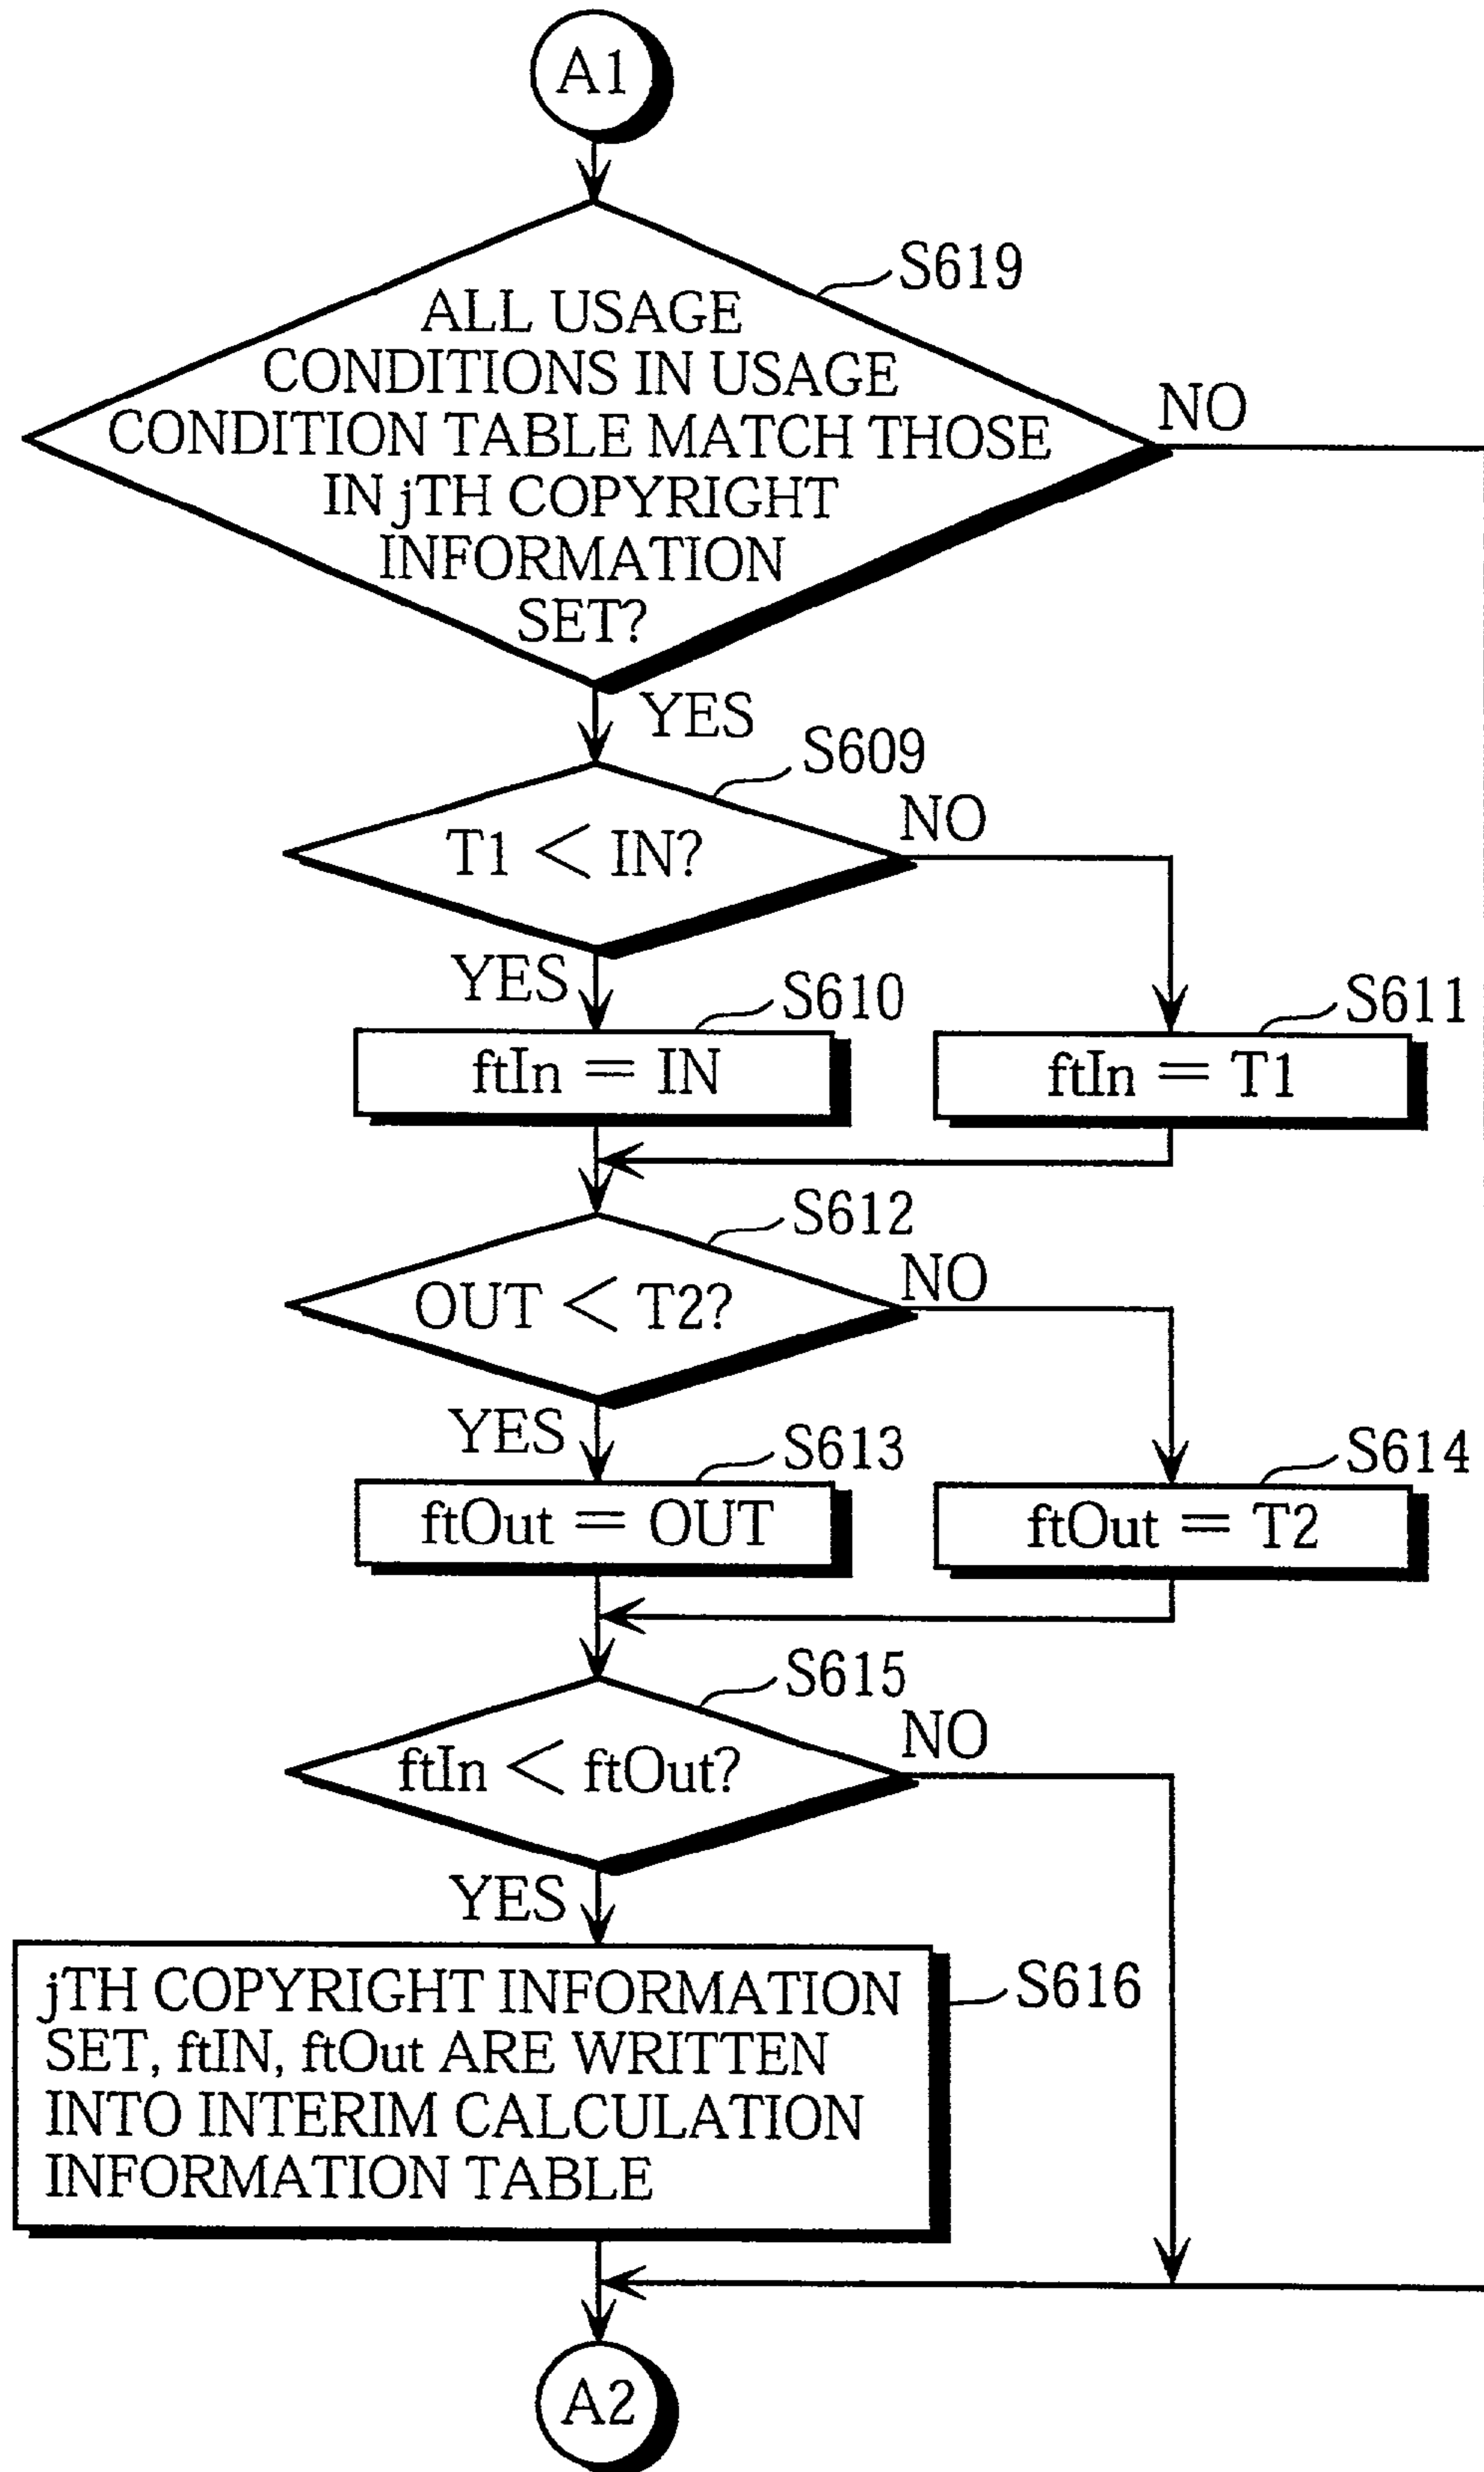 A1
S619
ALL USAGE
CONDITIONS IN USAGE
CONDITION TABLE MATCH THOSE
IN jTH COPYRIGHT
INFORMATION
SET?
NO
YES
S609
T1 < IN?
NO
YES
S610
ftIn = IN
S611
ftIn = T1
S612
OUT < T2?
NO
YES
S613
ftOut = OUT
S614
ftOut = T2
S615
ftIn < ftOut?
NO
YES
S616
jTH COPYRIGHT INFORMATION
SET, ftIN, ftOut ARE WRITTEN
INTO INTERIM CALCULATION
INFORMATION TABLE
A2